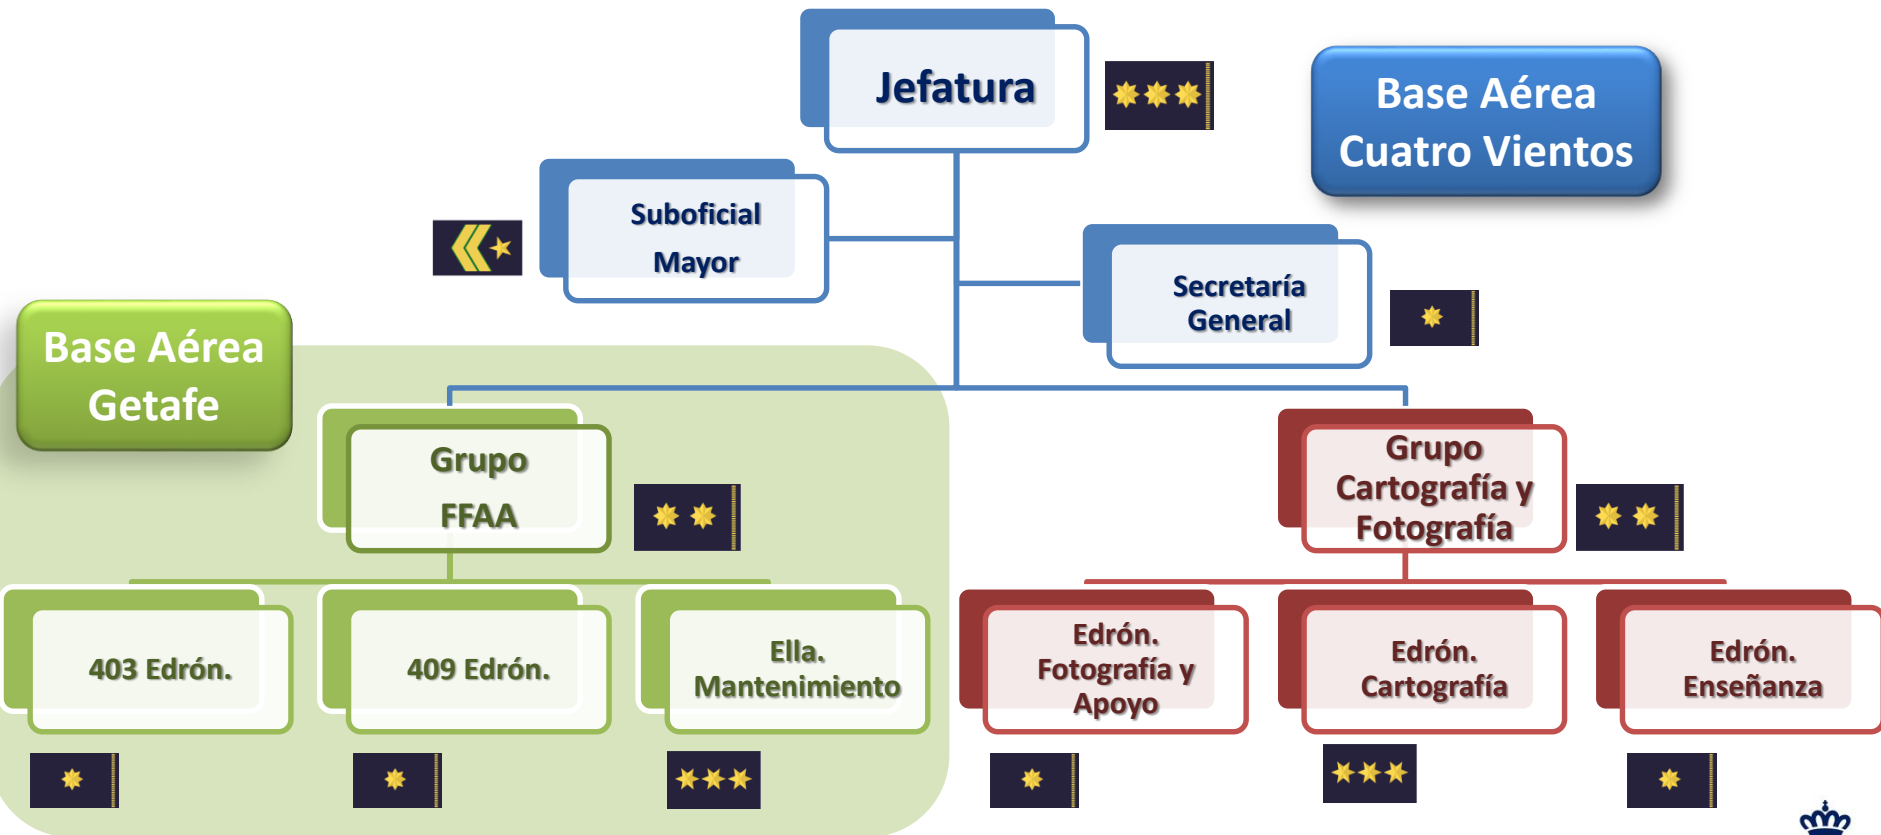 Jefatura
Base Aérea
Cuatro Vientos
Suboficial
Mayor
Secretaría
General
Base Aérea
Getafe
Grupo
FFAA
Grupo
Cartografía y
Fotografía
403 Edrón.
409 Edrón.
Ella.
Mantenimiento
Edrón.
Fotografía y
Apoyo
Edrón.
Cartografía
Edrón.
Enseñanza